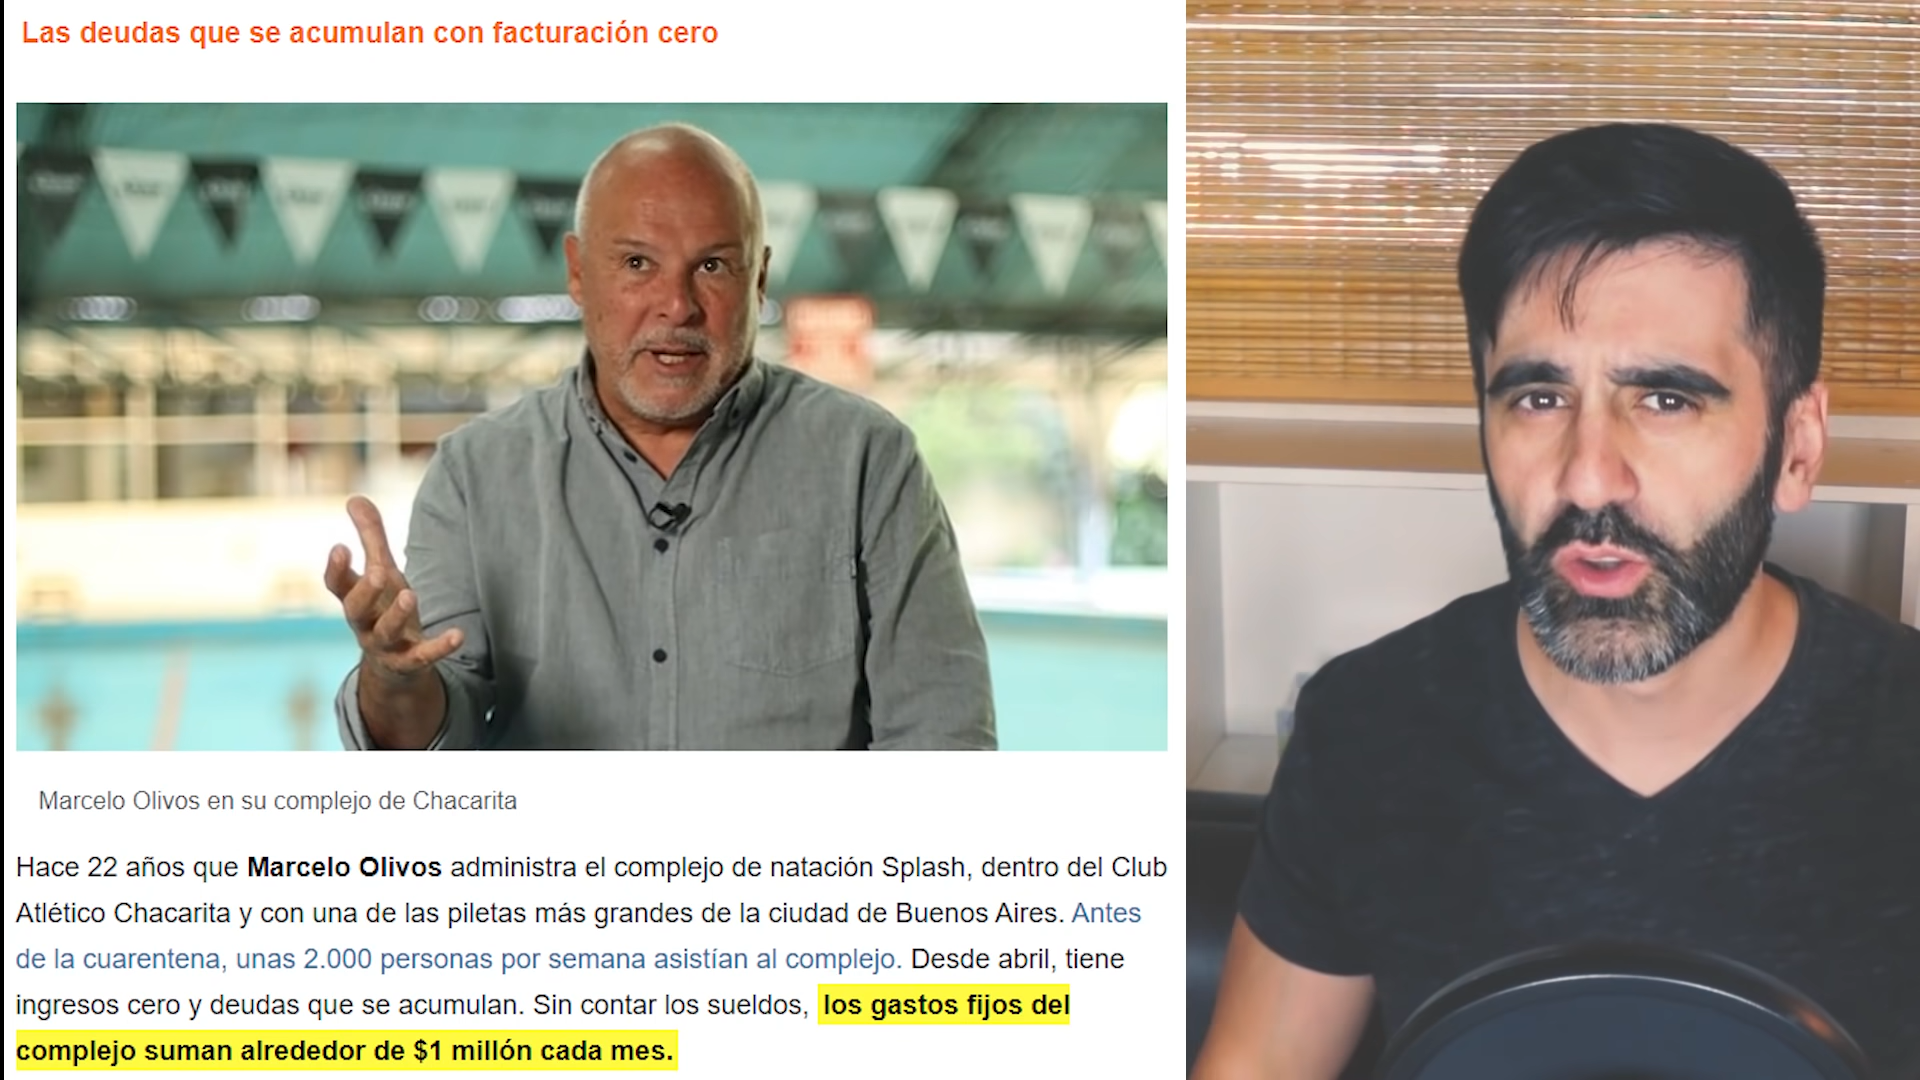 Las deudas que se acumulan con facturación cero
Marcelo Olivos en su complejo de Chacarita
Hace 22 años que Marcelo Olivos administra el complejo de natación Splash, dentro del Club
Atlético Chacarita y con una de las piletas más grandes de la ciudad de Buenos Aires. Antes
de la cuarentena, unas 2.000 personas por semana asistían al complejo. Desde abril, tiene
ingresos cero y deudas que se acumulan. Sin contar los sueldos, los gastos fijos del
complejo suman alrededor de $1 millón cada mes.